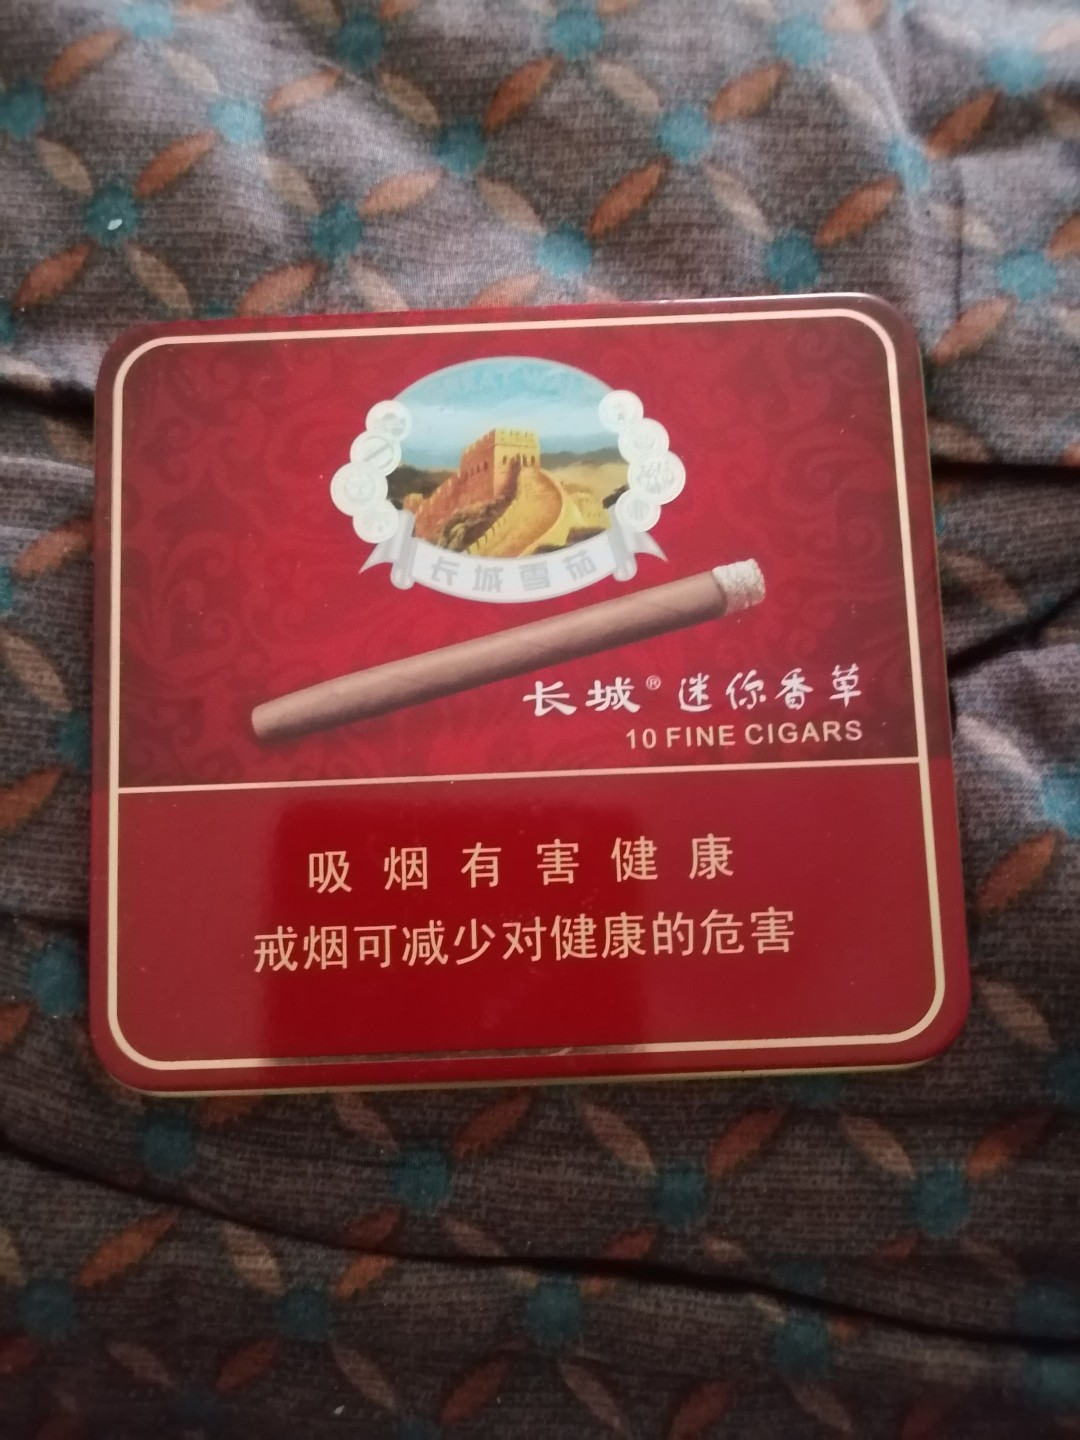 长城雪茄
长城® 迷你香草
10 FINE CIGARS
吸烟有害健康
戒烟可减少对健康的危害